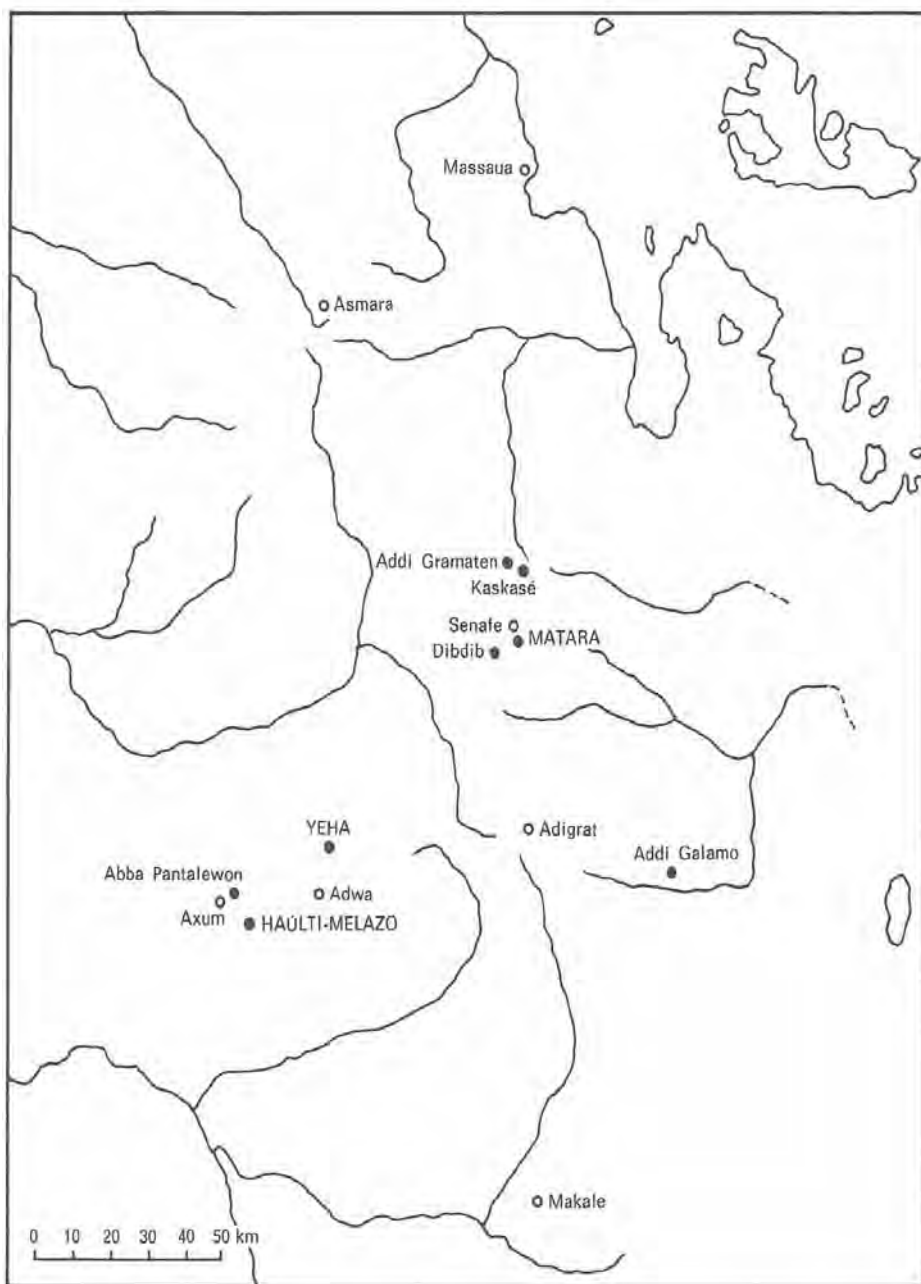 Massaua
Asmara
Addi Gramaten
Kaskasé
Senafe
MATARA
Dibdib
YEHA
Adigrat
Addi Galamo
Abba Pantalewon
Adwa
Axum
HAÚLTI-MELAZO
Makale
0 10 20 30 40 50 km